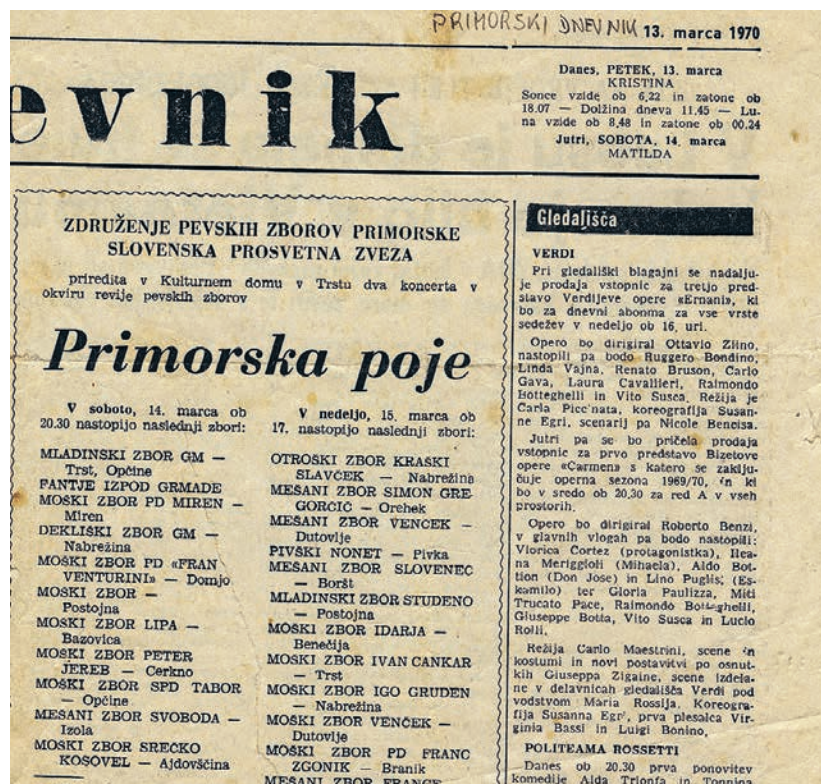 PRIMORSKI DNEVNIK 13. marca 1970
evnik
Danes, PETEK, 13. marca
KRISTINA
Sonce vzide ob 6.22 in zatone ob
18.07 — Dolžina dneva 11.45 — Lu-
na vzide ob 8.48 in zatone ob 00.24
Jutri, SOBOTA, 14. marca
MATILDA
ZDRUŽENJE PEVSKIH ZBOROV PRIMORSKE
SLOVENSKA PROSVETNA ZVEZA
priredita v Kulturnem domu v Trstu dva koncerta v
okviru revije pevskih zborov
Primorska poje
V soboto, 14. marca ob
20.30 nastopijo naslednji zbori:
MLADINSKI ZBOR GM —
Trst, Opčine
FANTJE IZPOD GRMADE
MOŠKI ZBOR PD MIREN —
Miren
DEKLIŠKI ZBOR GM —
Nabrežina
MOŠKI ZBOR PD «FRAN
VENTURINI» — Domjo
MOŠKI ZBOR —
Postojna
MOŠKI ZBOR LIPA —
Bazovica
MOŠKI ZBOR PETER
JEREB — Cerkno
MOŠKI ZBOR SPD TABOR
— Opčine
MEŠANI ZBOR SVOBODA —
Izola
MOŠKI ZBOR SREČKO
KOSOVEL — Ajdovščina
V nedeljo, 15. marca ob
17. nastopijo naslednji zbori:
OTROŠKI ZBOR KRAŠKI
SLAVČEK — Nabrežina
MEŠANI ZBOR SIMON GRE-
GORČIČ — Orehek
MEŠANI ZBOR VENČEK —
Dutovlje
PIVŠKI NONET — Pivka
MEŠANI ZBOR SLOVENEC
— Boršt
MLADINSKI ZBOR STUDENO
— Postojna
MOŠKI ZBOR IDARJA —
Benečija
MOŠKI ZBOR IVAN CANKAR
— Trst
MOŠKI ZBOR IGO GRUDEN
— Nabrežina
MOŠKI ZBOR VENČEK —
Dutovlje
MOŠKI ZBOR PD FRANC
ZGONIK — Branik
MEŠANI ZBOR FRANCE
Gledališča
VERDI
Pri gledališki blagajni se nadalju-
je prodaja vstopnic za tretjo pred-
stavo Verdijeve opere «Ernani», ki
bo za dnevni abonma za vse vrste
sedežev v nedeljo ob 16. uri.
Opero bo dirigiral Ottavio Ziino,
nastopili pa bodo Ruggero Bondino,
Linda Vajna, Renato Bruson, Carlo
Gava, Laura Cavallieri, Raimondo
Botteghelli in Vito Susca. Režija je
Carla Piccinata, koreografija Susan-
ne Egri, scenarij pa Nicole Benoisa.
Jutri pa se bo pričela prodaja
vstopnic za prvo predstavo Bizetove
opere «Carmen» s katero se zaklju-
čuje operna sezona 1969/70, in ki
bo v sredo ob 20.30 za red A v vseh
prostorih.
Opero bo dirigiral Roberto Benzi,
v glavnih vlogah pa bodo nastopili:
Viorica Cortez (protagonistka), Ilea-
na Meriggioli (Mihaela), Aldo Bot-
tion (Don Jose) in Lino Puglisi (Es-
kamilo) ter Gloria Paulizza, Miti
Trucato Pace, Raimondo Botteghelli,
Giuseppe Botta, Vito Susca in Lucio
Rolli.
Režija Carlo Maestrini, scene in
kostumi in novi postavitvi po osnut-
kih Giuseppa Zigaine, scene izdela-
ne v delavnicah gledališča Verdi pod
vodstvom Maria Rossija. Koreogra-
fija Susanna Egri, prva plesalca Vir-
ginia Bassi in Luigi Bonino.
POLITEAMA ROSSETTI
Danes ob 20.30 prva ponovitev
komedije Alda Trionfa in Tonnina